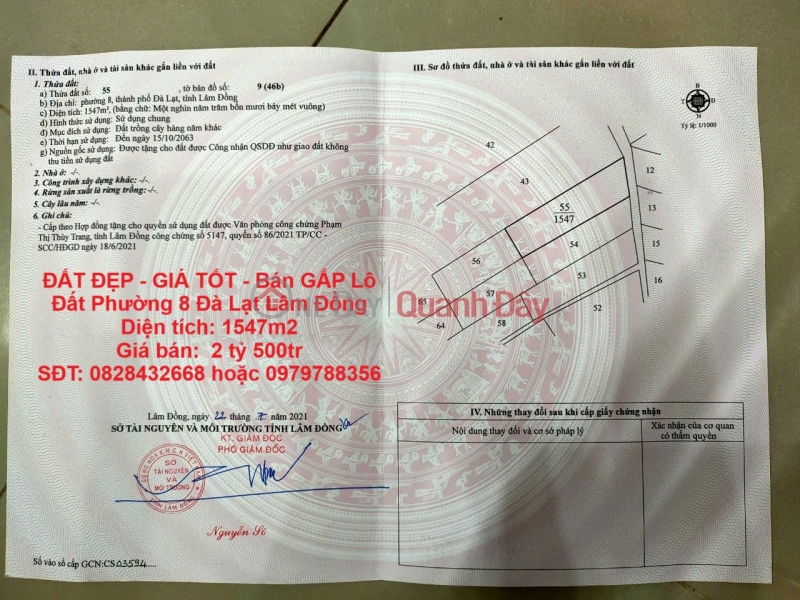 II. Thửa đất, nhà ở và tài sản khác gắn liền với đất
1. Thửa đất:
a) Thửa đất số: 55 , tờ bản đồ số: 9 (46b)
b) Địa chỉ: phường 8, thành phố Đà Lạt, tỉnh Lâm Đồng
c) Diện tích: 1547m², (bằng chữ: Một nghìn năm trăm bốn mươi bảy mét vuông)
d) Hình thức sử dụng: Sử dụng chung
đ) Mục đích sử dụng: Đất trồng cây hàng năm khác
e) Thời hạn sử dụng: Đến ngày 15/10/2063
g) Nguồn gốc sử dụng: Được tặng cho đất được Công nhận QSDĐ như giao đất không
thu tiền sử dụng đất
2. Nhà ở: -/-
3. Công trình xây dựng khác: -/-
4. Rừng sản xuất là rừng trồng: -/-
5. Cây lâu năm: -/-
6. Ghi chú:
- Cấp theo Hợp đồng tặng cho quyền sử dụng đất được Văn phòng công chứng Phạm
Thị Thùy Trang, tỉnh Lâm Đồng công chứng số 5147, quyển số 86/2021 TP/CC -
SCC/HĐGD ngày 18/6/2021
ĐẤT ĐẸP - GIÁ TỐT - Bán GẤP Lô
Đất Phường 8 Đà Lạt Lâm Đồng
Diện tích: 1547m2
Giá bán: 2 tỷ 500tr
SĐT: 0828432668 hoặc 0979788356
Lâm Đồng, ngày 22 tháng 7 năm 2021
SỞ TÀI NGUYÊN VÀ MÔI TRƯỜNG TỈNH LÂM ĐỒNG
KT. GIÁM ĐỐC
PHÓ GIÁM ĐỐC
SỞ
TÀI NGUYÊN
VÀ
MÔI TRƯỜNG
TỈNH LÂM ĐỒNG
Số vào sổ cấp GCN:CS03594....
III. Sơ đồ thửa đất, nhà ở và tài sản khác gắn liền với đất
B
T Đ
N
Tỷ lệ: 1/1000
42
43
12
13
15
16
55
1547
54
53
52
56
57
58
65
64
Quanh Đây
IV. Những thay đổi sau khi cấp giấy chứng nhận
Nội dung thay đổi và cơ sở pháp lý
Xác nhận của cơ quan
có thẩm quyền